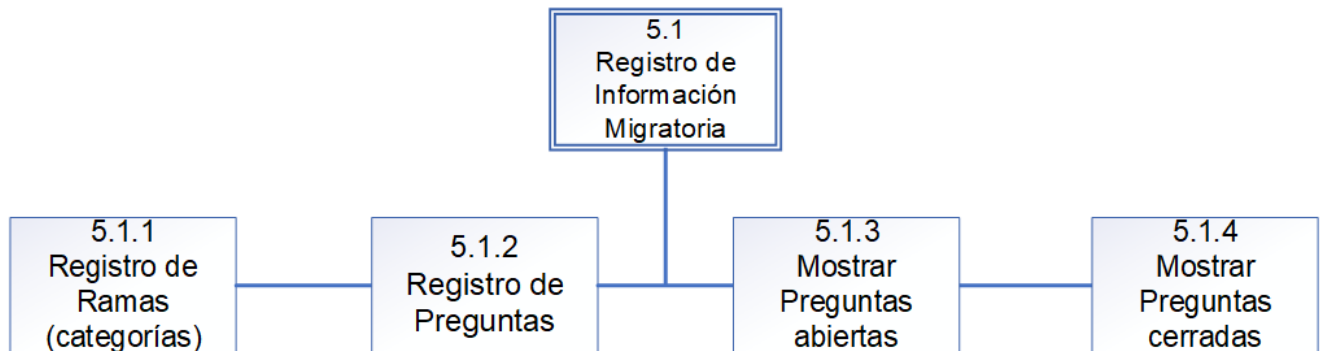 5.1
Registro de
Información
Migratoria
5.1.1
Registro de
Ramas
(categorías)
5.1.2
Registro de
Preguntas
5.1.3
Mostrar
Preguntas
abiertas
5.1.4
Mostrar
Preguntas
cerradas